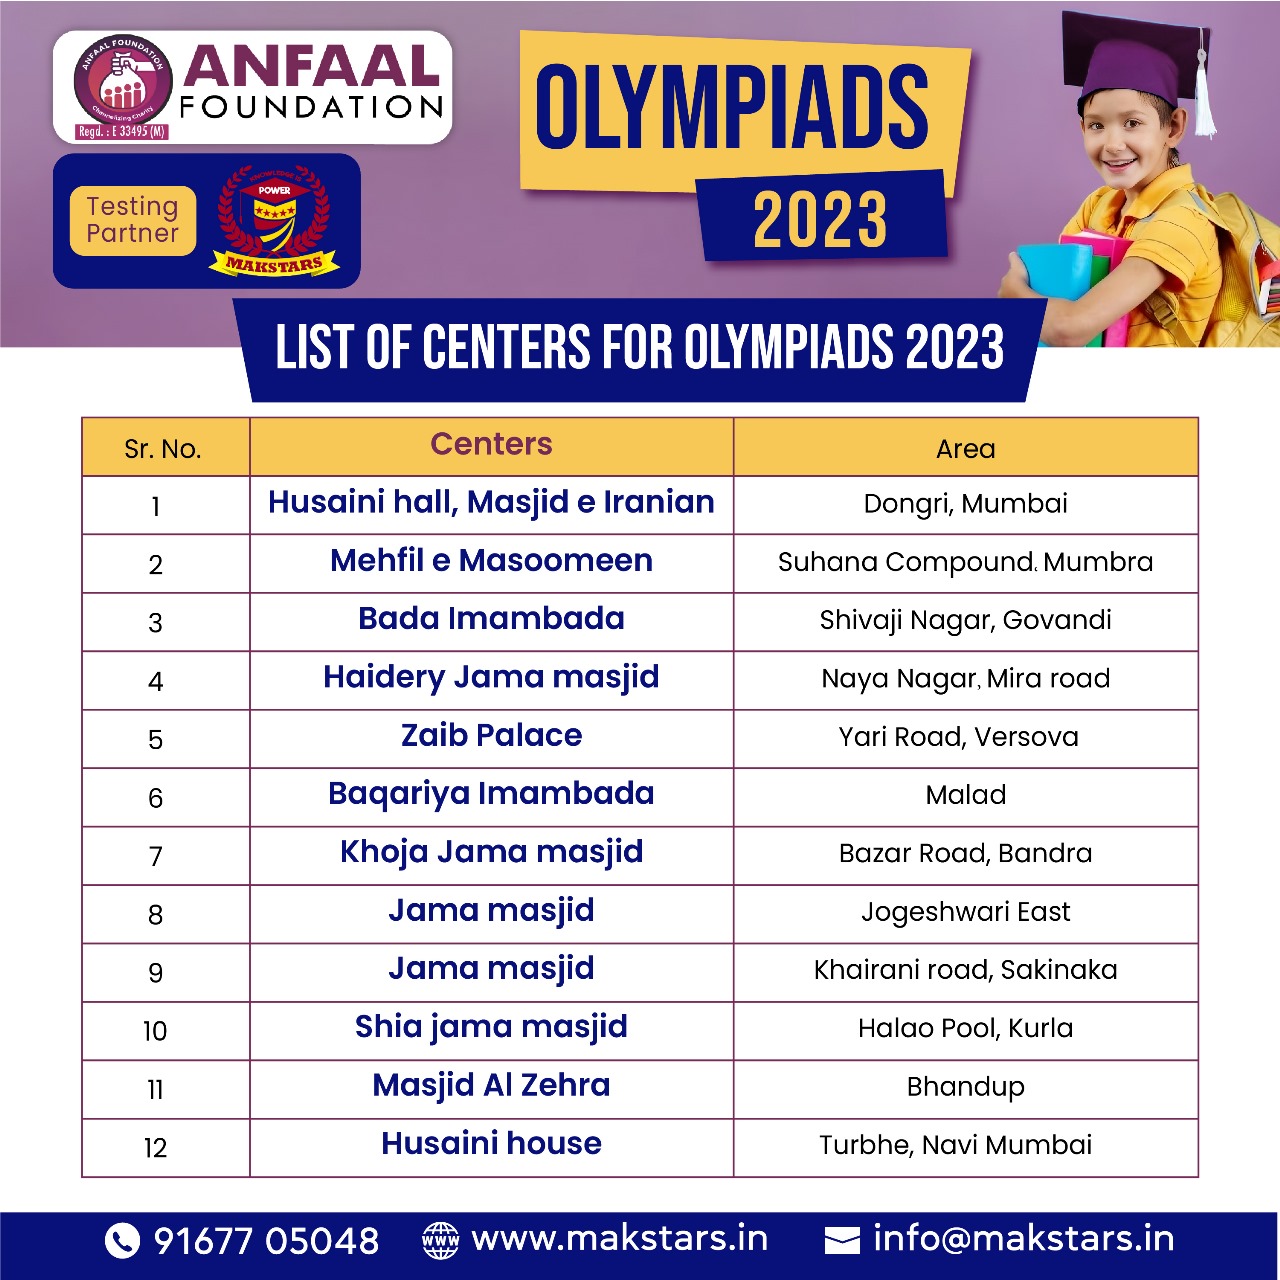 ANFAAL FOUNDATION
Channelizing Charity
Regd. : E 33495 (M)
ANFAAL
FOUNDATION
Testing
Partner
KNOWLEDGE IS
POWER
MAKSTARS
OLYMPIADS
2023
LIST OF CENTERS FOR OLYMPIADS 2023
Sr. No. Centers Area
1 Husaini hall, Masjid e Iranian Dongri, Mumbai
2 Mehfil e Masoomeen Suhana Compound, Mumbra
3 Bada Imambada Shivaji Nagar, Govandi
4 Haidery Jama masjid Naya Nagar, Mira road
5 Zaib Palace Yari Road, Versova
6 Baqariya Imambada Malad
7 Khoja Jama masjid Bazar Road, Bandra
8 Jama masjid Jogeshwari East
9 Jama masjid Khairani road, Sakinaka
10 Shia jama masjid Halao Pool, Kurla
11 Masjid Al Zehra Bhandup
12 Husaini house Turbhe, Navi Mumbai
91677 05048 www.makstars.in info@makstars.in